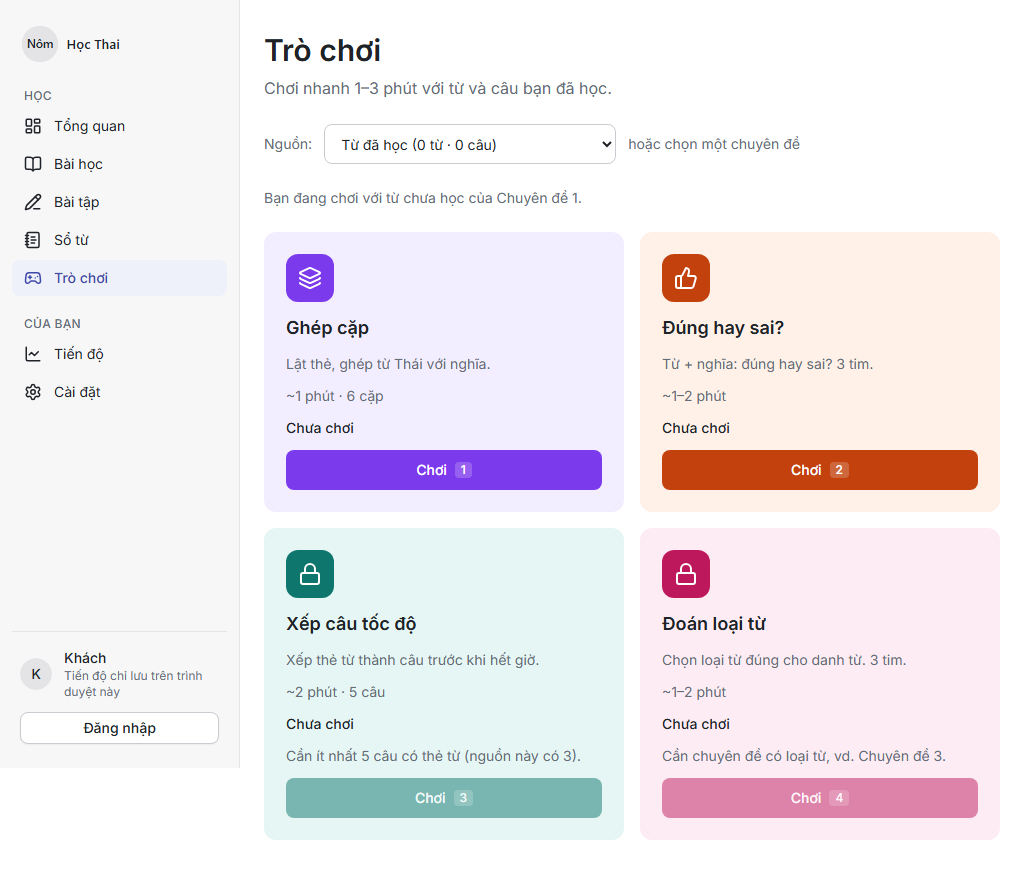 Nôm Học Thai
HỌC
Tổng quan
Bài học
Bài tập
Sổ từ
Trò chơi
CỦA BẠN
Tiến độ
Cài đặt
K
Khách
Tiến độ chỉ lưu trên trình
duyệt này
Đăng nhập
Trò chơi
Chơi nhanh 1–3 phút với từ và câu bạn đã học.
Nguồn: Từ đã học (0 từ · 0 câu) hoặc chọn một chuyên đề
Bạn đang chơi với từ chưa học của Chuyên đề 1.
Ghép cặp
Lật thẻ, ghép từ Thái với nghĩa.
~1 phút · 6 cặp
Chưa chơi
Chơi 1
Đúng hay sai?
Từ + nghĩa: đúng hay sai? 3 tim.
~1–2 phút
Chưa chơi
Chơi 2
Xếp câu tốc độ
Xếp thẻ từ thành câu trước khi hết giờ.
~2 phút · 5 câu
Chưa chơi
Cần ít nhất 5 câu có thẻ từ (nguồn này có 3).
Chơi 3
Đoán loại từ
Chọn loại từ đúng cho danh từ. 3 tim.
~1–2 phút
Chưa chơi
Cần chuyên đề có loại từ, vd. Chuyên đề 3.
Chơi 4